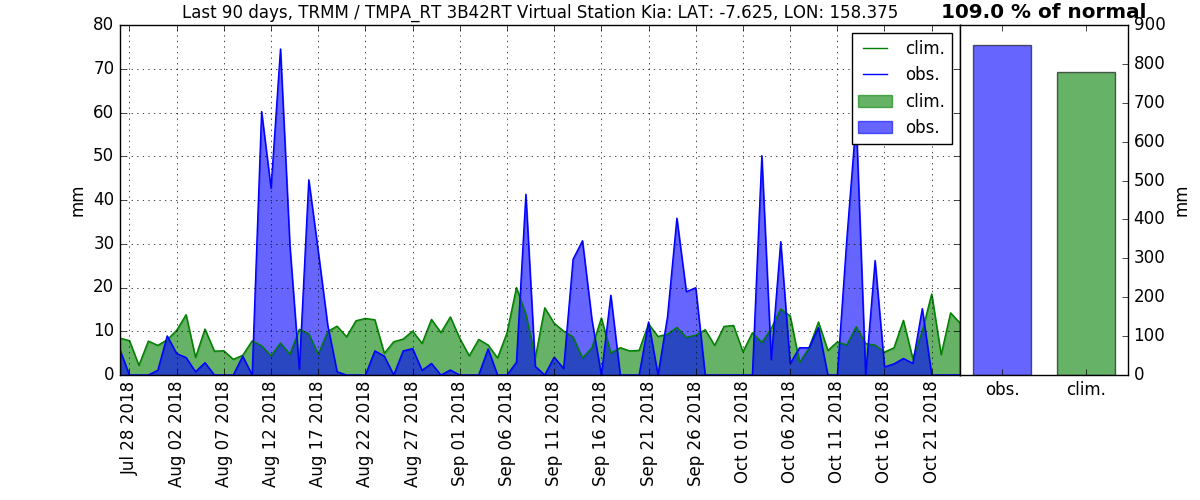 Last 90 days, TRMM / TMPA_RT 3B42RT Virtual Station Kia: LAT: -7.625, LON: 158.375
109.0 % of normal
80
70
60
50
40
30
20
10
0
mm
clim.
obs.
clim.
obs.
900
800
700
600
500
400
300
200
100
0
mm
obs.
clim.
Jul 28 2018
Aug 02 2018
Aug 07 2018
Aug 12 2018
Aug 17 2018
Aug 22 2018
Aug 27 2018
Sep 01 2018
Sep 06 2018
Sep 11 2018
Sep 16 2018
Sep 21 2018
Sep 26 2018
Oct 01 2018
Oct 06 2018
Oct 11 2018
Oct 16 2018
Oct 21 2018